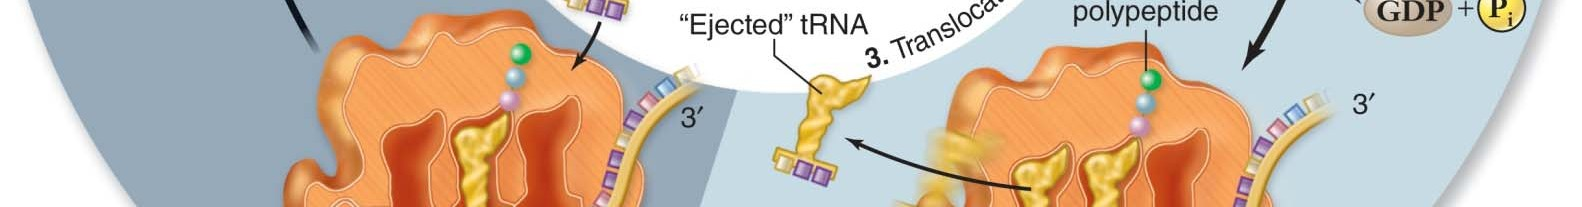 "Ejected" tRNA
3. Transloca
polypeptide
GDP + Pi
3′
3′